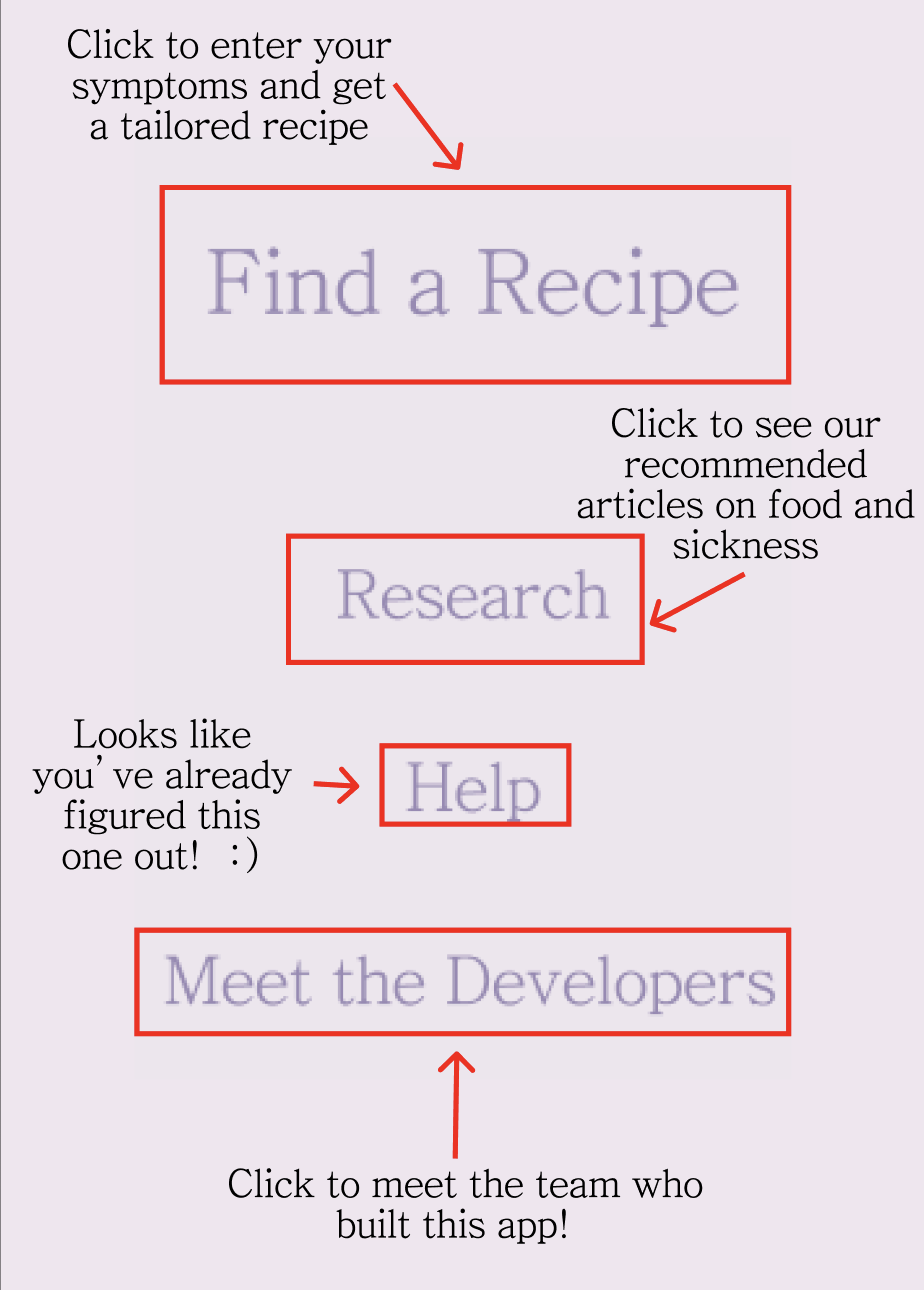 Click to enter your
symptoms and get
a tailored recipe
Find a Recipe
Click to see our
recommended
articles on food and
sickness
Research
Looks like
you’ve already
figured this
one out! :)
Help
Meet the Developers
Click to meet the team who
built this app!